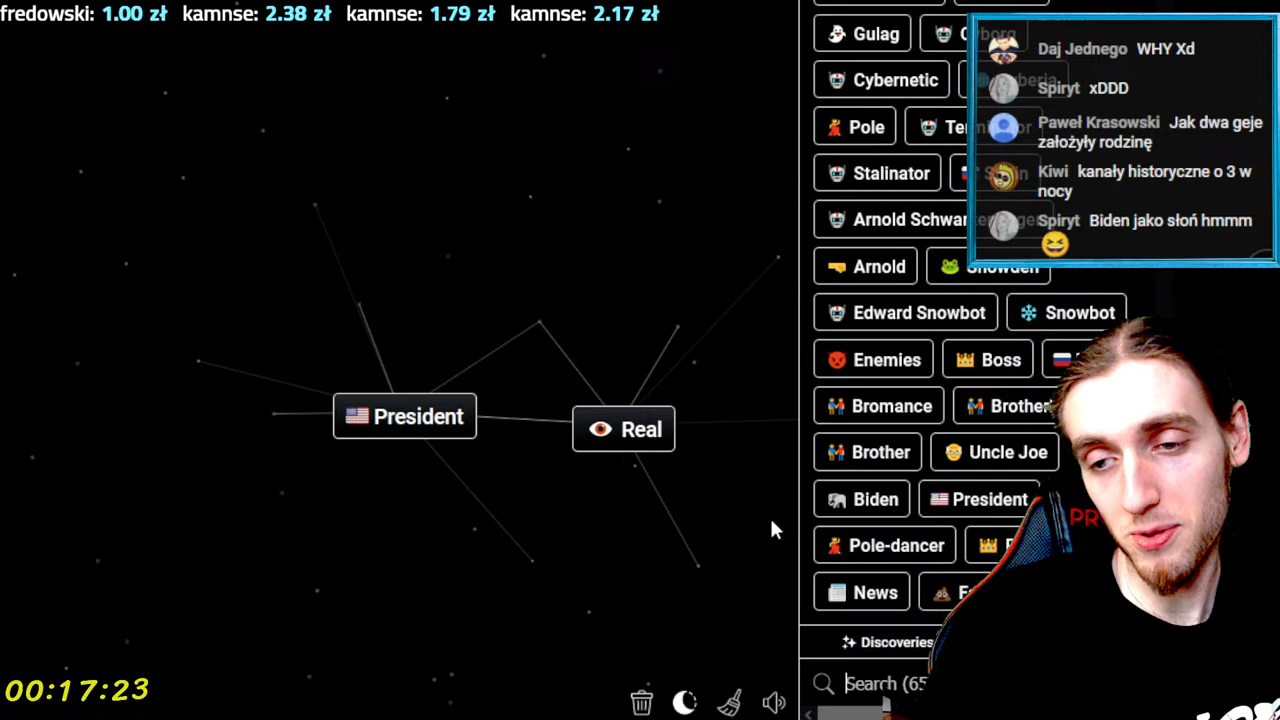 fredowski: 1.00 zł kamnse: 2.38 zł kamnse: 1.79 zł kamnse: 2.17 zł
Gulag
Cybernetic
Pole
Stalinator
Arnold
Arnold
Edward Snowbot Snowbot
Enemies Boss
Bromance Brother
Brother Uncle Joe
Biden President
Pole-dancer
News
Discoveries
Search (65
Daj Jednego WHY Xd
Spiryt xDDD
Paweł Krasowski Jak dwa geje
założyły rodzinę
Kiwi kanały historyczne o 3 w
nocy
Spiryt Biden jako słoń hmmm
President
Real
00:17:23